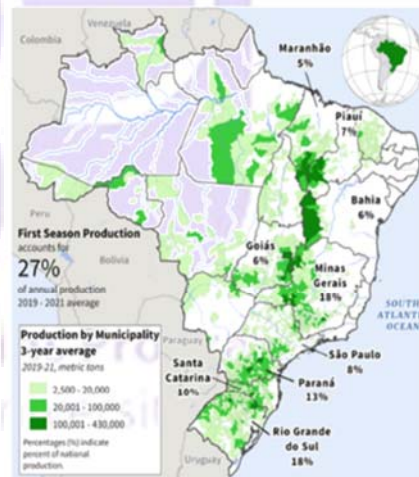 Colombia
Venezuela
Maranhão
5%
Piauí
7%
Peru
Bahia
6%
First Season Production
accounts for
27%
of annual production
2019 - 2021 average
Bolivia
Goiás
6%
Minas
Gerais
18%
SOUTH
ATLANTIC
OCEAN
Production by Municipality
3-year average
2019-21, metric tons
2,500 - 20,000
20,001 - 100,000
100,001 - 430,000
Percentages (%) indicate
percent of national
production.
Paraguay
São Paulo
8%
Santa
Catarina
10%
Paraná
13%
Rio Grande
do Sul
18%
Uruguay